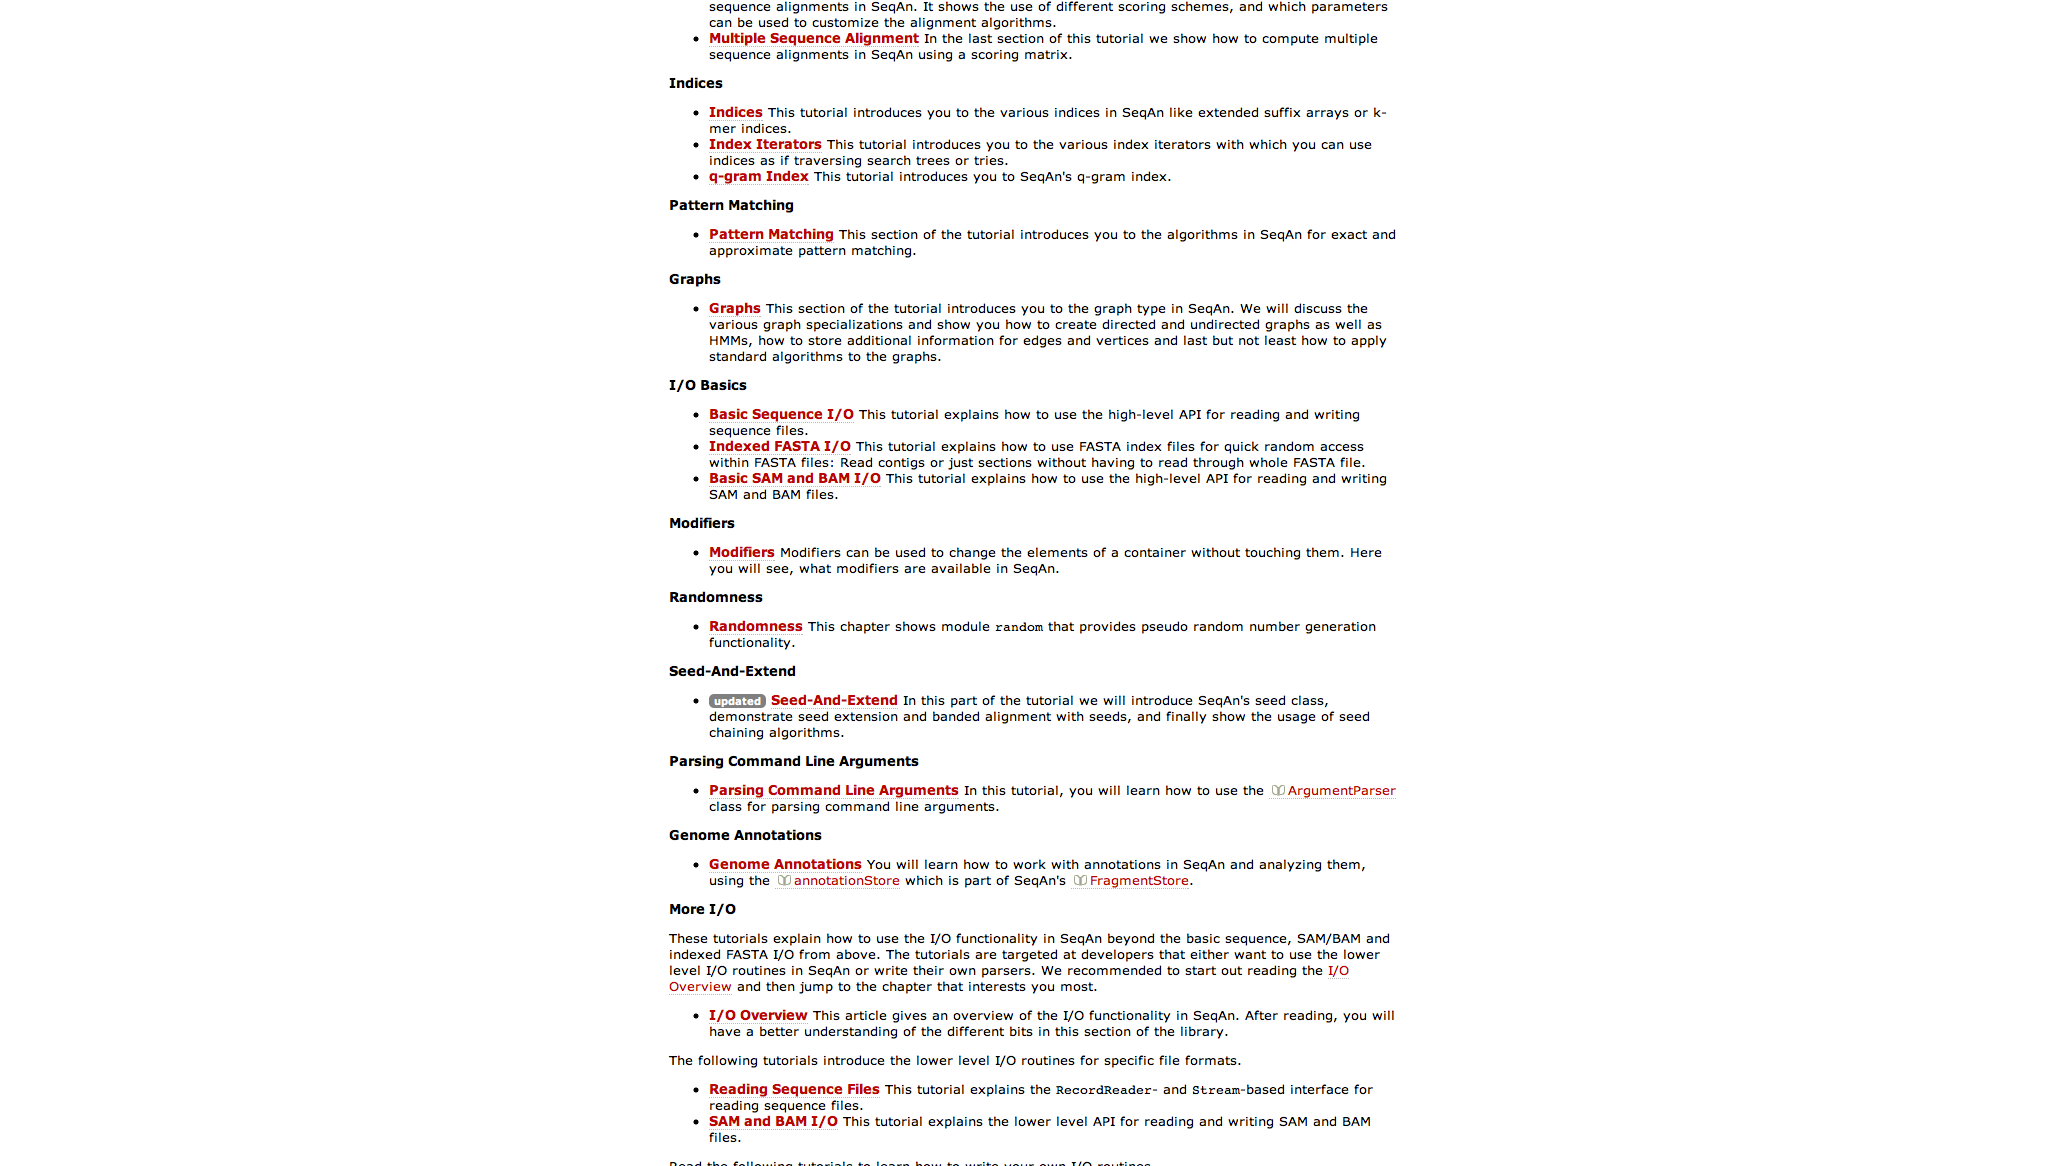 sequence alignments in SeqAn. It shows the use of different scoring schemes, and which parameters
can be used to customize the alignment algorithms.
Multiple Sequence Alignment In the last section of this tutorial we show how to compute multiple
sequence alignments in SeqAn using a scoring matrix.
Indices
Indices This tutorial introduces you to the various indices in SeqAn like extended suffix arrays or k-
mer indices.
Index Iterators This tutorial introduces you to the various index iterators with which you can use
indices as if traversing search trees or tries.
q-gram Index This tutorial introduces you to SeqAn's q-gram index.
Pattern Matching
Pattern Matching This section of the tutorial introduces you to the algorithms in SeqAn for exact and
approximate pattern matching.
Graphs
Graphs This section of the tutorial introduces you to the graph type in SeqAn. We will discuss the
various graph specializations and show you how to create directed and undirected graphs as well as
HMMs, how to store additional information for edges and vertices and last but not least how to apply
standard algorithms to the graphs.
I/O Basics
Basic Sequence I/O This tutorial explains how to use the high-level API for reading and writing
sequence files.
Indexed FASTA I/O This tutorial explains how to use FASTA index files for quick random access
within FASTA files: Read contigs or just sections without having to read through whole FASTA file.
Basic SAM and BAM I/O This tutorial explains how to use the high-level API for reading and writing
SAM and BAM files.
Modifiers
Modifiers Modifiers can be used to change the elements of a container without touching them. Here
you will see, what modifiers are available in SeqAn.
Randomness
Randomness This chapter shows module random that provides pseudo random number generation
functionality.
Seed-And-Extend
updated Seed-And-Extend In this part of the tutorial we will introduce SeqAn's seed class,
demonstrate seed extension and banded alignment with seeds, and finally show the usage of seed
chaining algorithms.
Parsing Command Line Arguments
Parsing Command Line Arguments In this tutorial, you will learn how to use the ArgumentParser
class for parsing command line arguments.
Genome Annotations
Genome Annotations You will learn how to work with annotations in SeqAn and analyzing them,
using the annotationStore which is part of SeqAn's FragmentStore.
More I/O
These tutorials explain how to use the I/O functionality in SeqAn beyond the basic sequence, SAM/BAM and
indexed FASTA I/O from above. The tutorials are targeted at developers that either want to use the lower
level I/O routines in SeqAn or write their own parsers. We recommended to start out reading the I/O
Overview and then jump to the chapter that interests you most.
I/O Overview This article gives an overview of the I/O functionality in SeqAn. After reading, you will
have a better understanding of the different bits in this section of the library.
The following tutorials introduce the lower level I/O routines for specific file formats.
Reading Sequence Files This tutorial explains the RecordReader- and Stream-based interface for
reading sequence files.
SAM and BAM I/O This tutorial explains the lower level API for reading and writing SAM and BAM
files.
Read the following tutorials to learn how to write your own I/O routines.